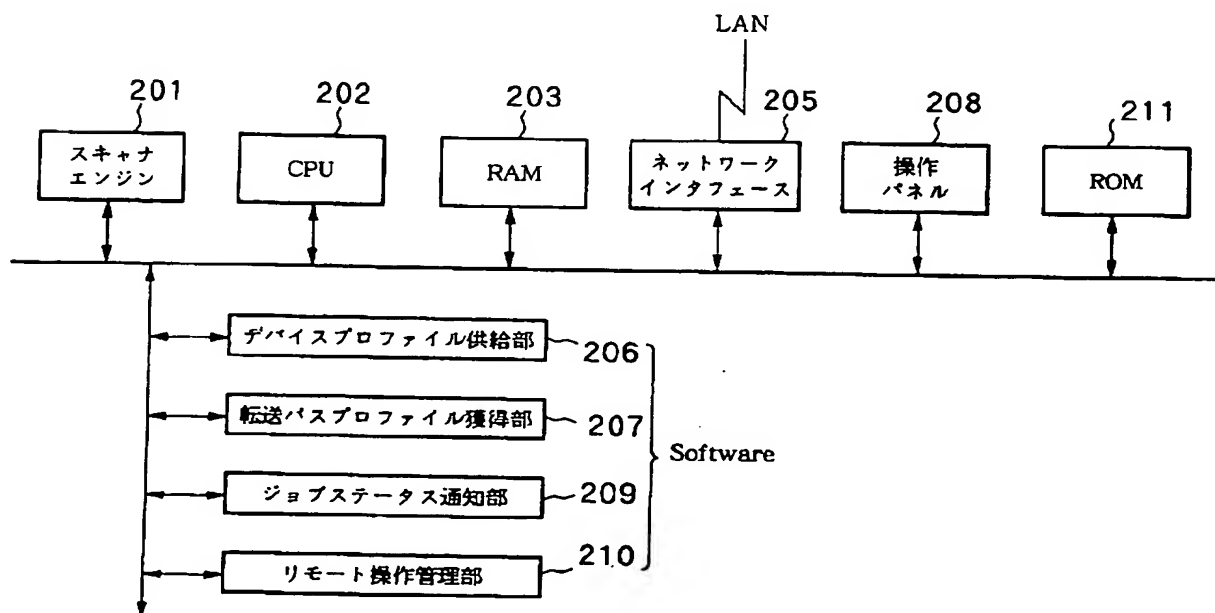 LAN
201
202
203
205
208
211
スキャナ
エンジン
CPU
RAM
ネットワーク
インタフェース
操作
パネル
ROM
デバイスプロファイル供給部
206
転送パスプロファイル獲得部
207
Software
ジョブステータス通知部
209
リモート操作管理部
210